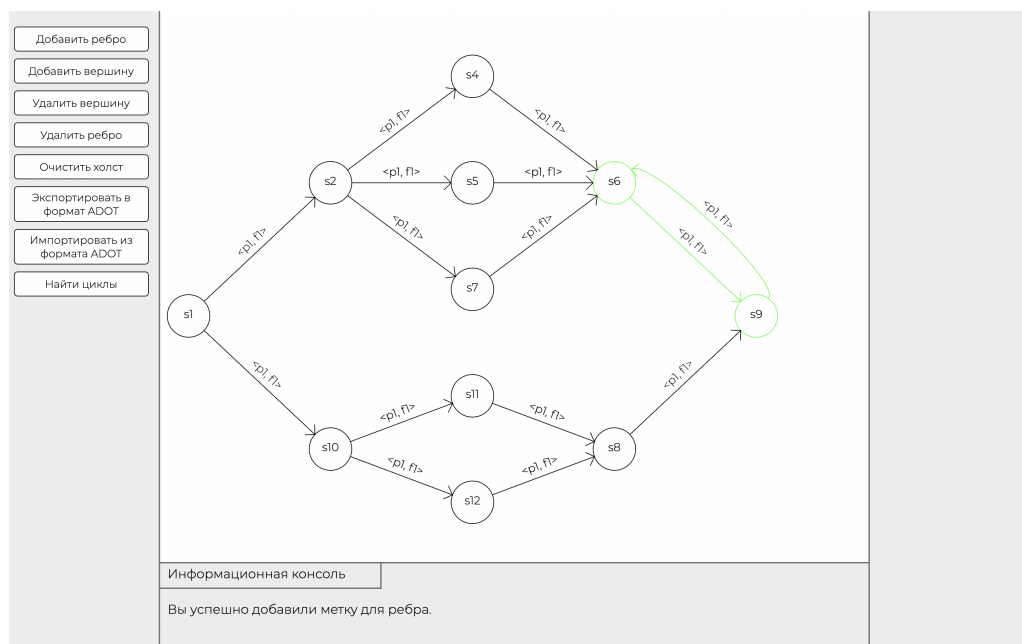 Добавить ребро
Добавить вершину
Удалить вершину
Удалить ребро
Очистить холст
Экспортировать в
формат ADOT
Импортировать из
формата ADOT
Найти циклы
s4
<p1, f1>
<p1, f1>
s2
<p1, f1>
s5
<p1, f1>
s6
<p1, f1>
<p1, f1>
<p1, f1>
<p1, f1>
<p1, f1>
s7
s1
s9
<p1, f1>
<p1, f1>
s11
<p1, f1>
<p1, f1>
s10
s8
<p1, f1>
<p1, f1>
s12
Информационная консоль
Вы успешно добавили метку для ребра.